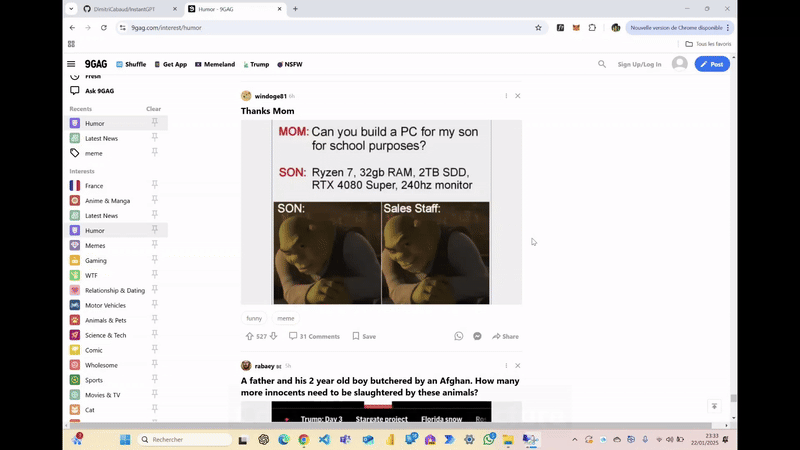 DimitriCabaud/InstantGPT
Humor - 9GAG
9gag.com/interest/humor
Nouvelle version de Chrome disponible
Tous les favoris
9GAG
Shuffle
Get App
Memeland
Trump
NSFW
Sign Up/Log In
Post
Fresh
Ask 9GAG
Recents
Clear
Humor
Latest News
meme
Interests
France
Anime & Manga
Latest News
Humor
Memes
Gaming
WTF
Relationship & Dating
Motor Vehicles
Animals & Pets
Science & Tech
Comic
Wholesome
Sports
Movies & TV
Cat
windoge81 6h
Thanks Mom
MOM: Can you build a PC for my son
for school purposes?
SON: Ryzen 7, 32gb RAM, 2TB SDD,
RTX 4080 Super, 240hz monitor
SON:
Sales Staff:
funny
meme
527
31 Comments
Save
Share
rabaey 5h
A father and his 2 year old boy butchered by an Afghan. How many
more innocents need to be slaughtered by these animals?
Trump: Day 3
Stargate project
Florida snow
Rechercher
23:33
22/01/2025